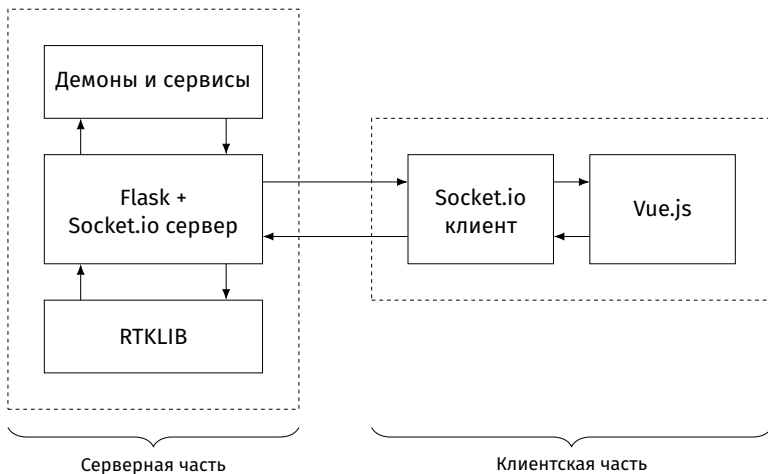 Демоны и сервисы
Flask +
Socket.io сервер
RTKLIB
Socket.io
клиент
Vue.js
Серверная часть
Клиентская часть